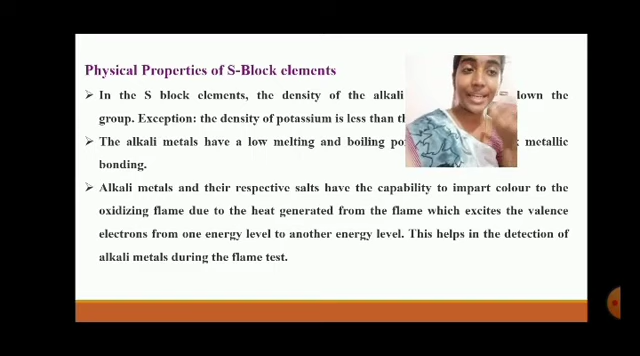 Physical Properties of S-Block elements
➢ In the S block elements, the density of the alkali lown the
group. Exception: the density of potassium is less than th
➢ The alkali metals have a low melting and boiling po metallic
bonding.
➢ Alkali metals and their respective salts have the capability to impart colour to the
oxidizing flame due to the heat generated from the flame which excites the valence
electrons from one energy level to another energy level. This helps in the detection of
alkali metals during the flame test.